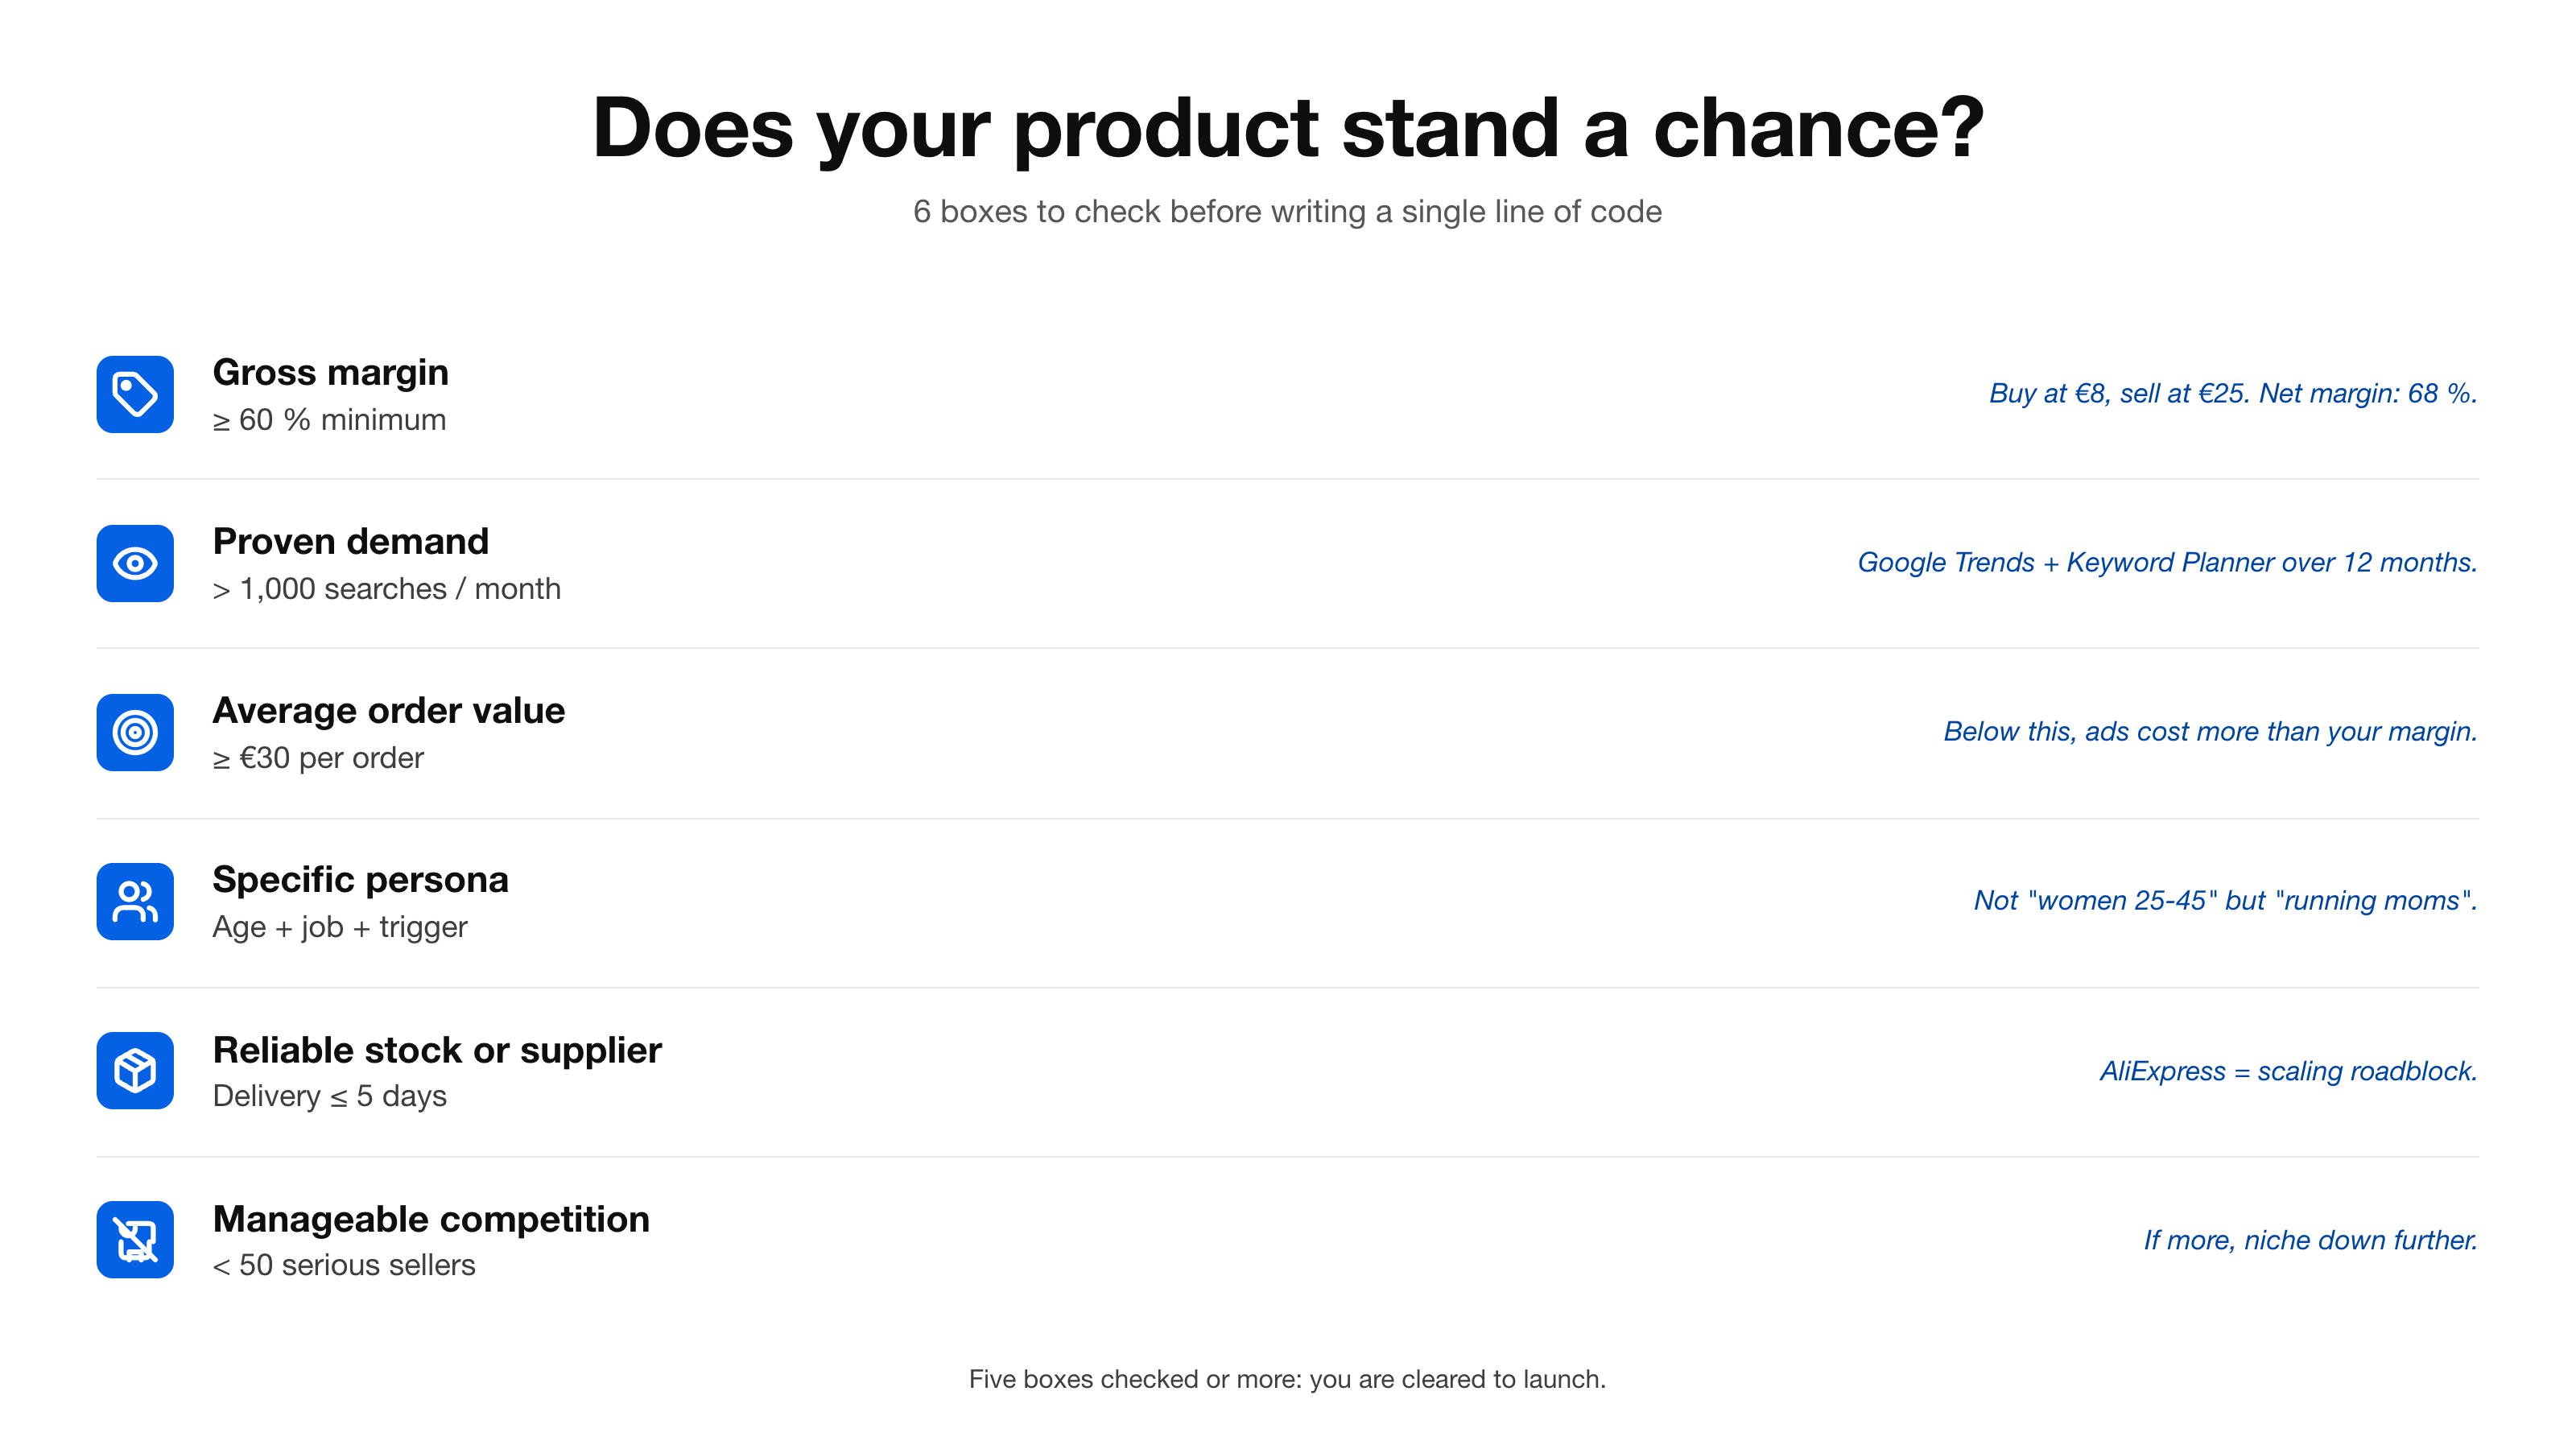 Does your product stand a chance?
6 boxes to check before writing a single line of code
Gross margin
≥ 60 % minimum
Buy at €8, sell at €25. Net margin: 68 %.
Proven demand
> 1,000 searches / month
Google Trends + Keyword Planner over 12 months.
Average order value
≥ €30 per order
Below this, ads cost more than your margin.
Specific persona
Age + job + trigger
Not "women 25-45" but "running moms".
Reliable stock or supplier
Delivery ≤ 5 days
AliExpress = scaling roadblock.
Manageable competition
< 50 serious sellers
If more, niche down further.
Five boxes checked or more: you are cleared to launch.